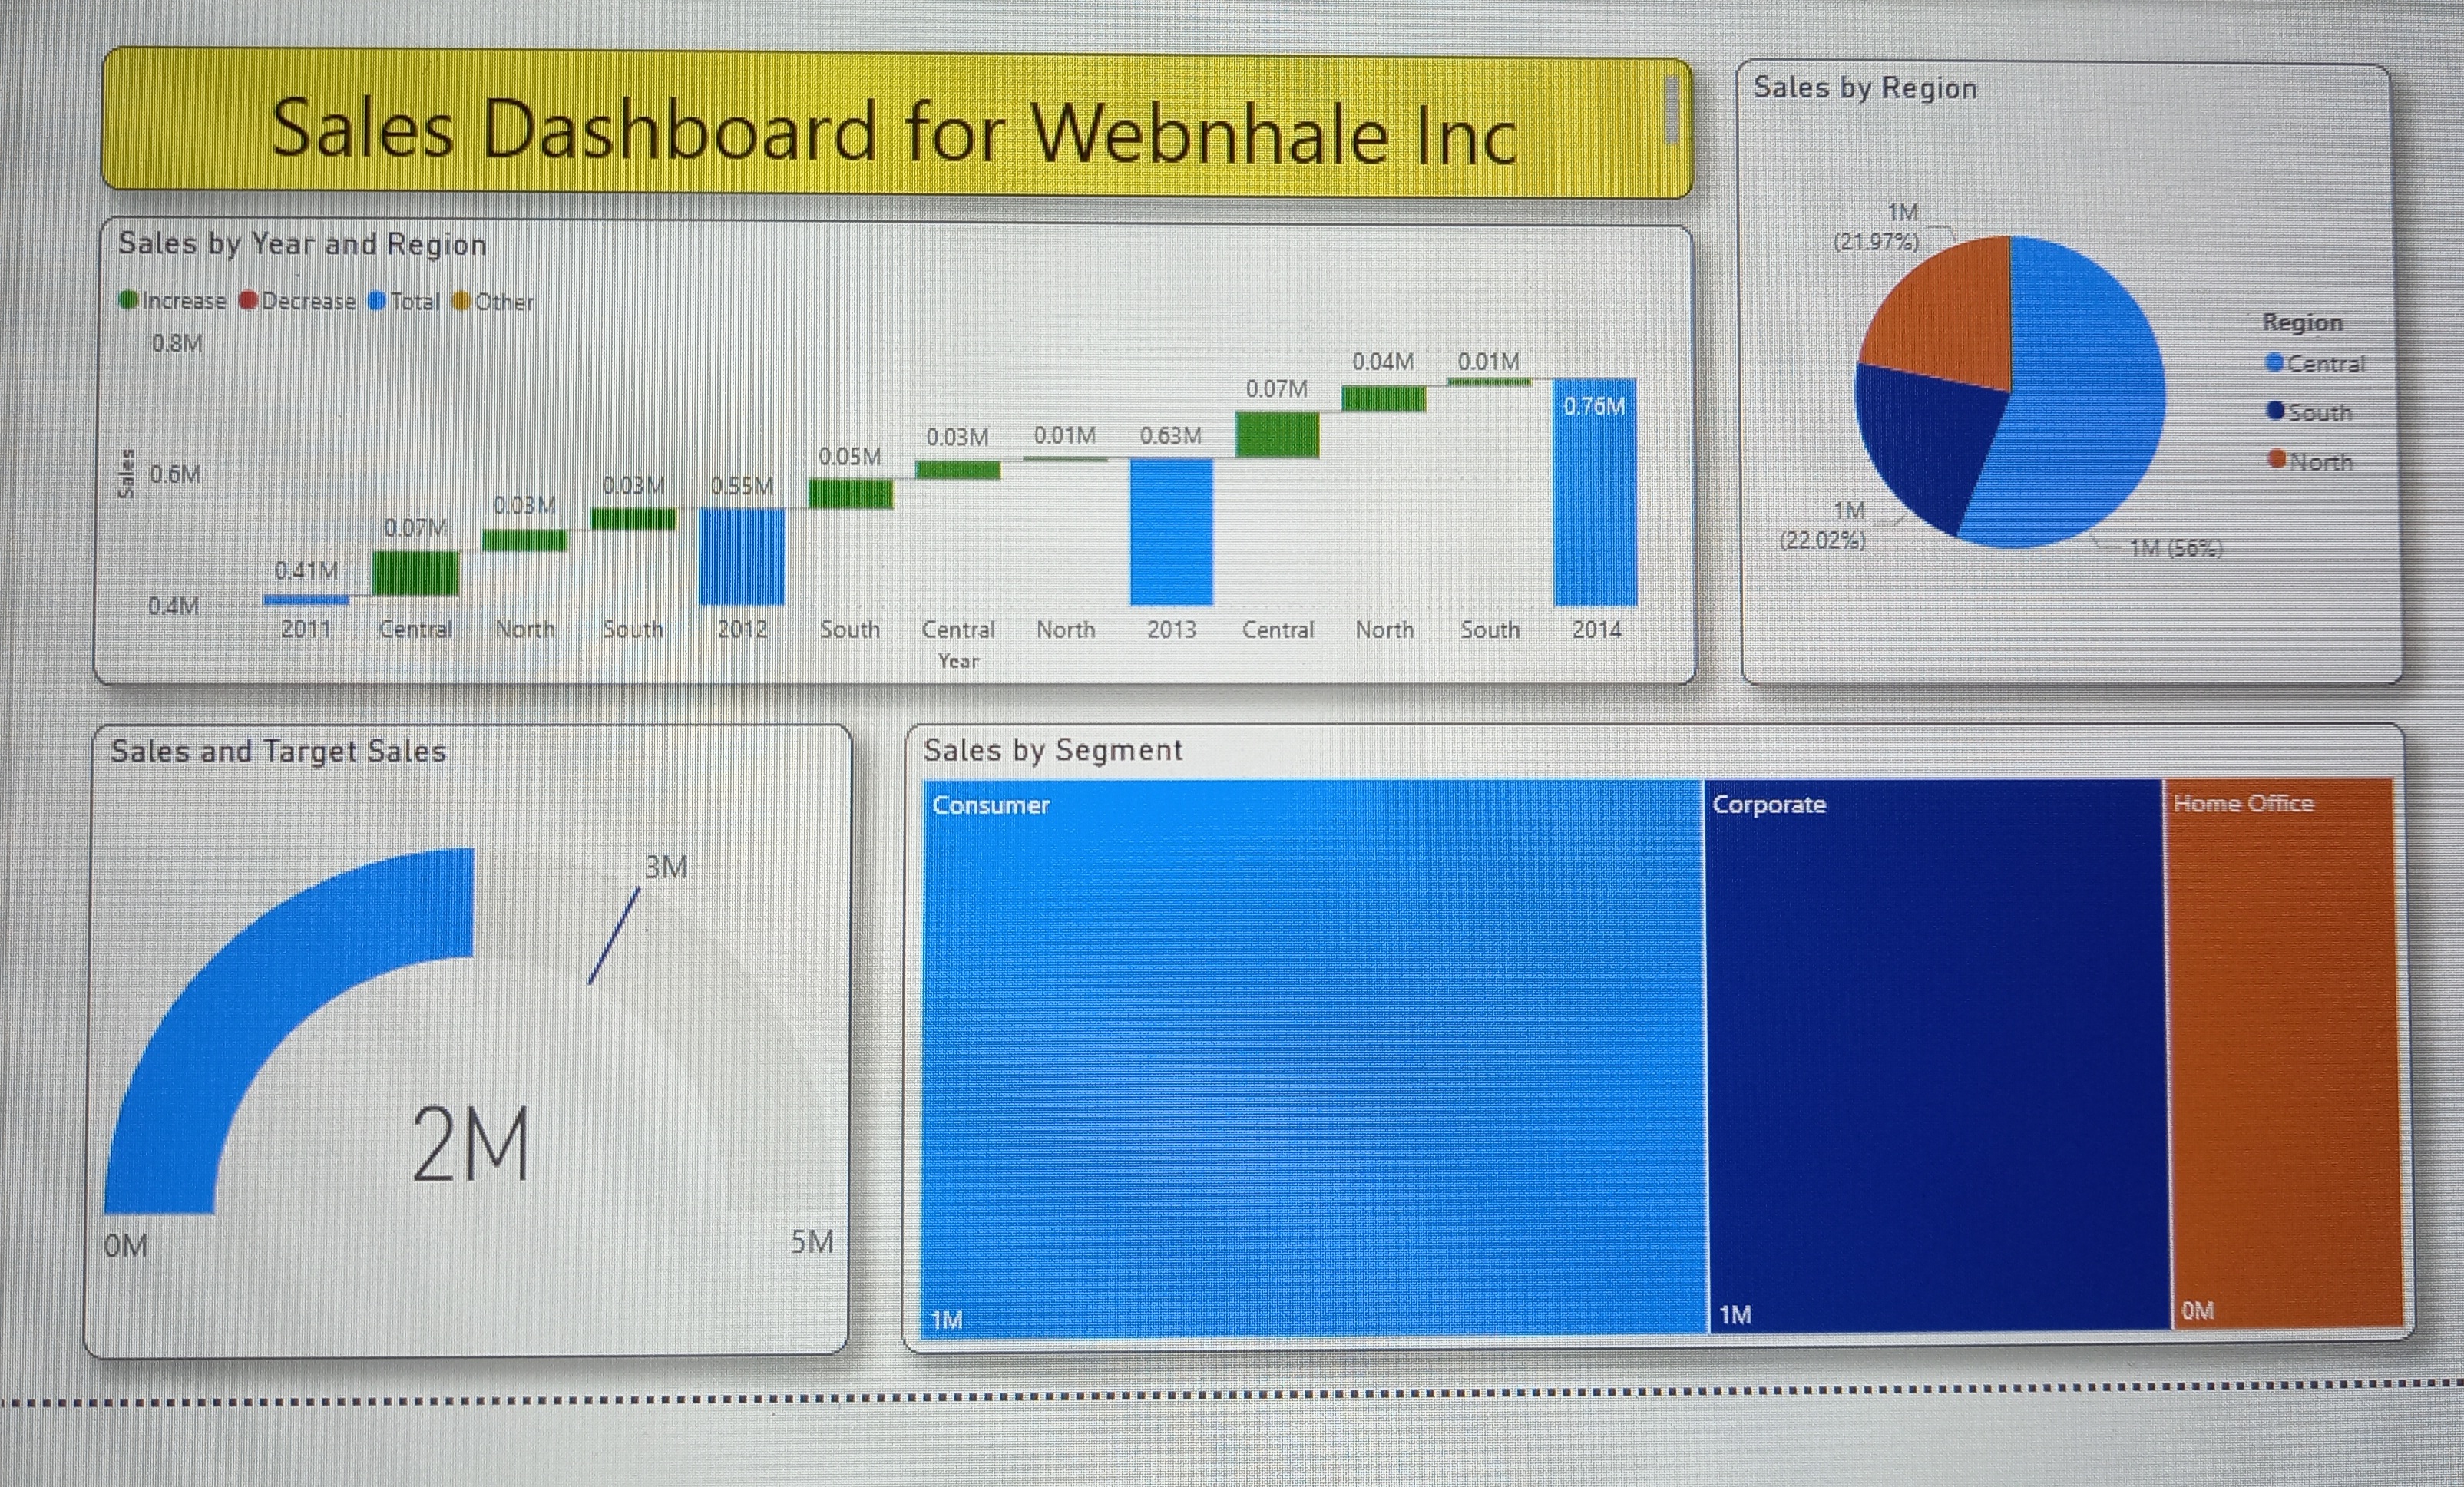 Sales Dashboard for Webnhale Inc
Sales by Year and Region
Increase Decrease Total Other
0.8M
0.6M
0.4M
Sales
0.41M
0.07M
0.03M
0.03M
0.55M
0.05M
0.03M
0.01M
0.63M
0.07M
0.04M
0.01M
0.76M
2011 Central North South 2012 South Central North 2013 Central North South 2014
Year
Sales by Region
1M
(21.97%)
1M
(22.02%)
1M (56%)
Region
Central
South
North
Sales and Target Sales
3M
2M
0M
5M
Sales by Segment
Consumer
1M
Corporate
1M
Home Office
0M